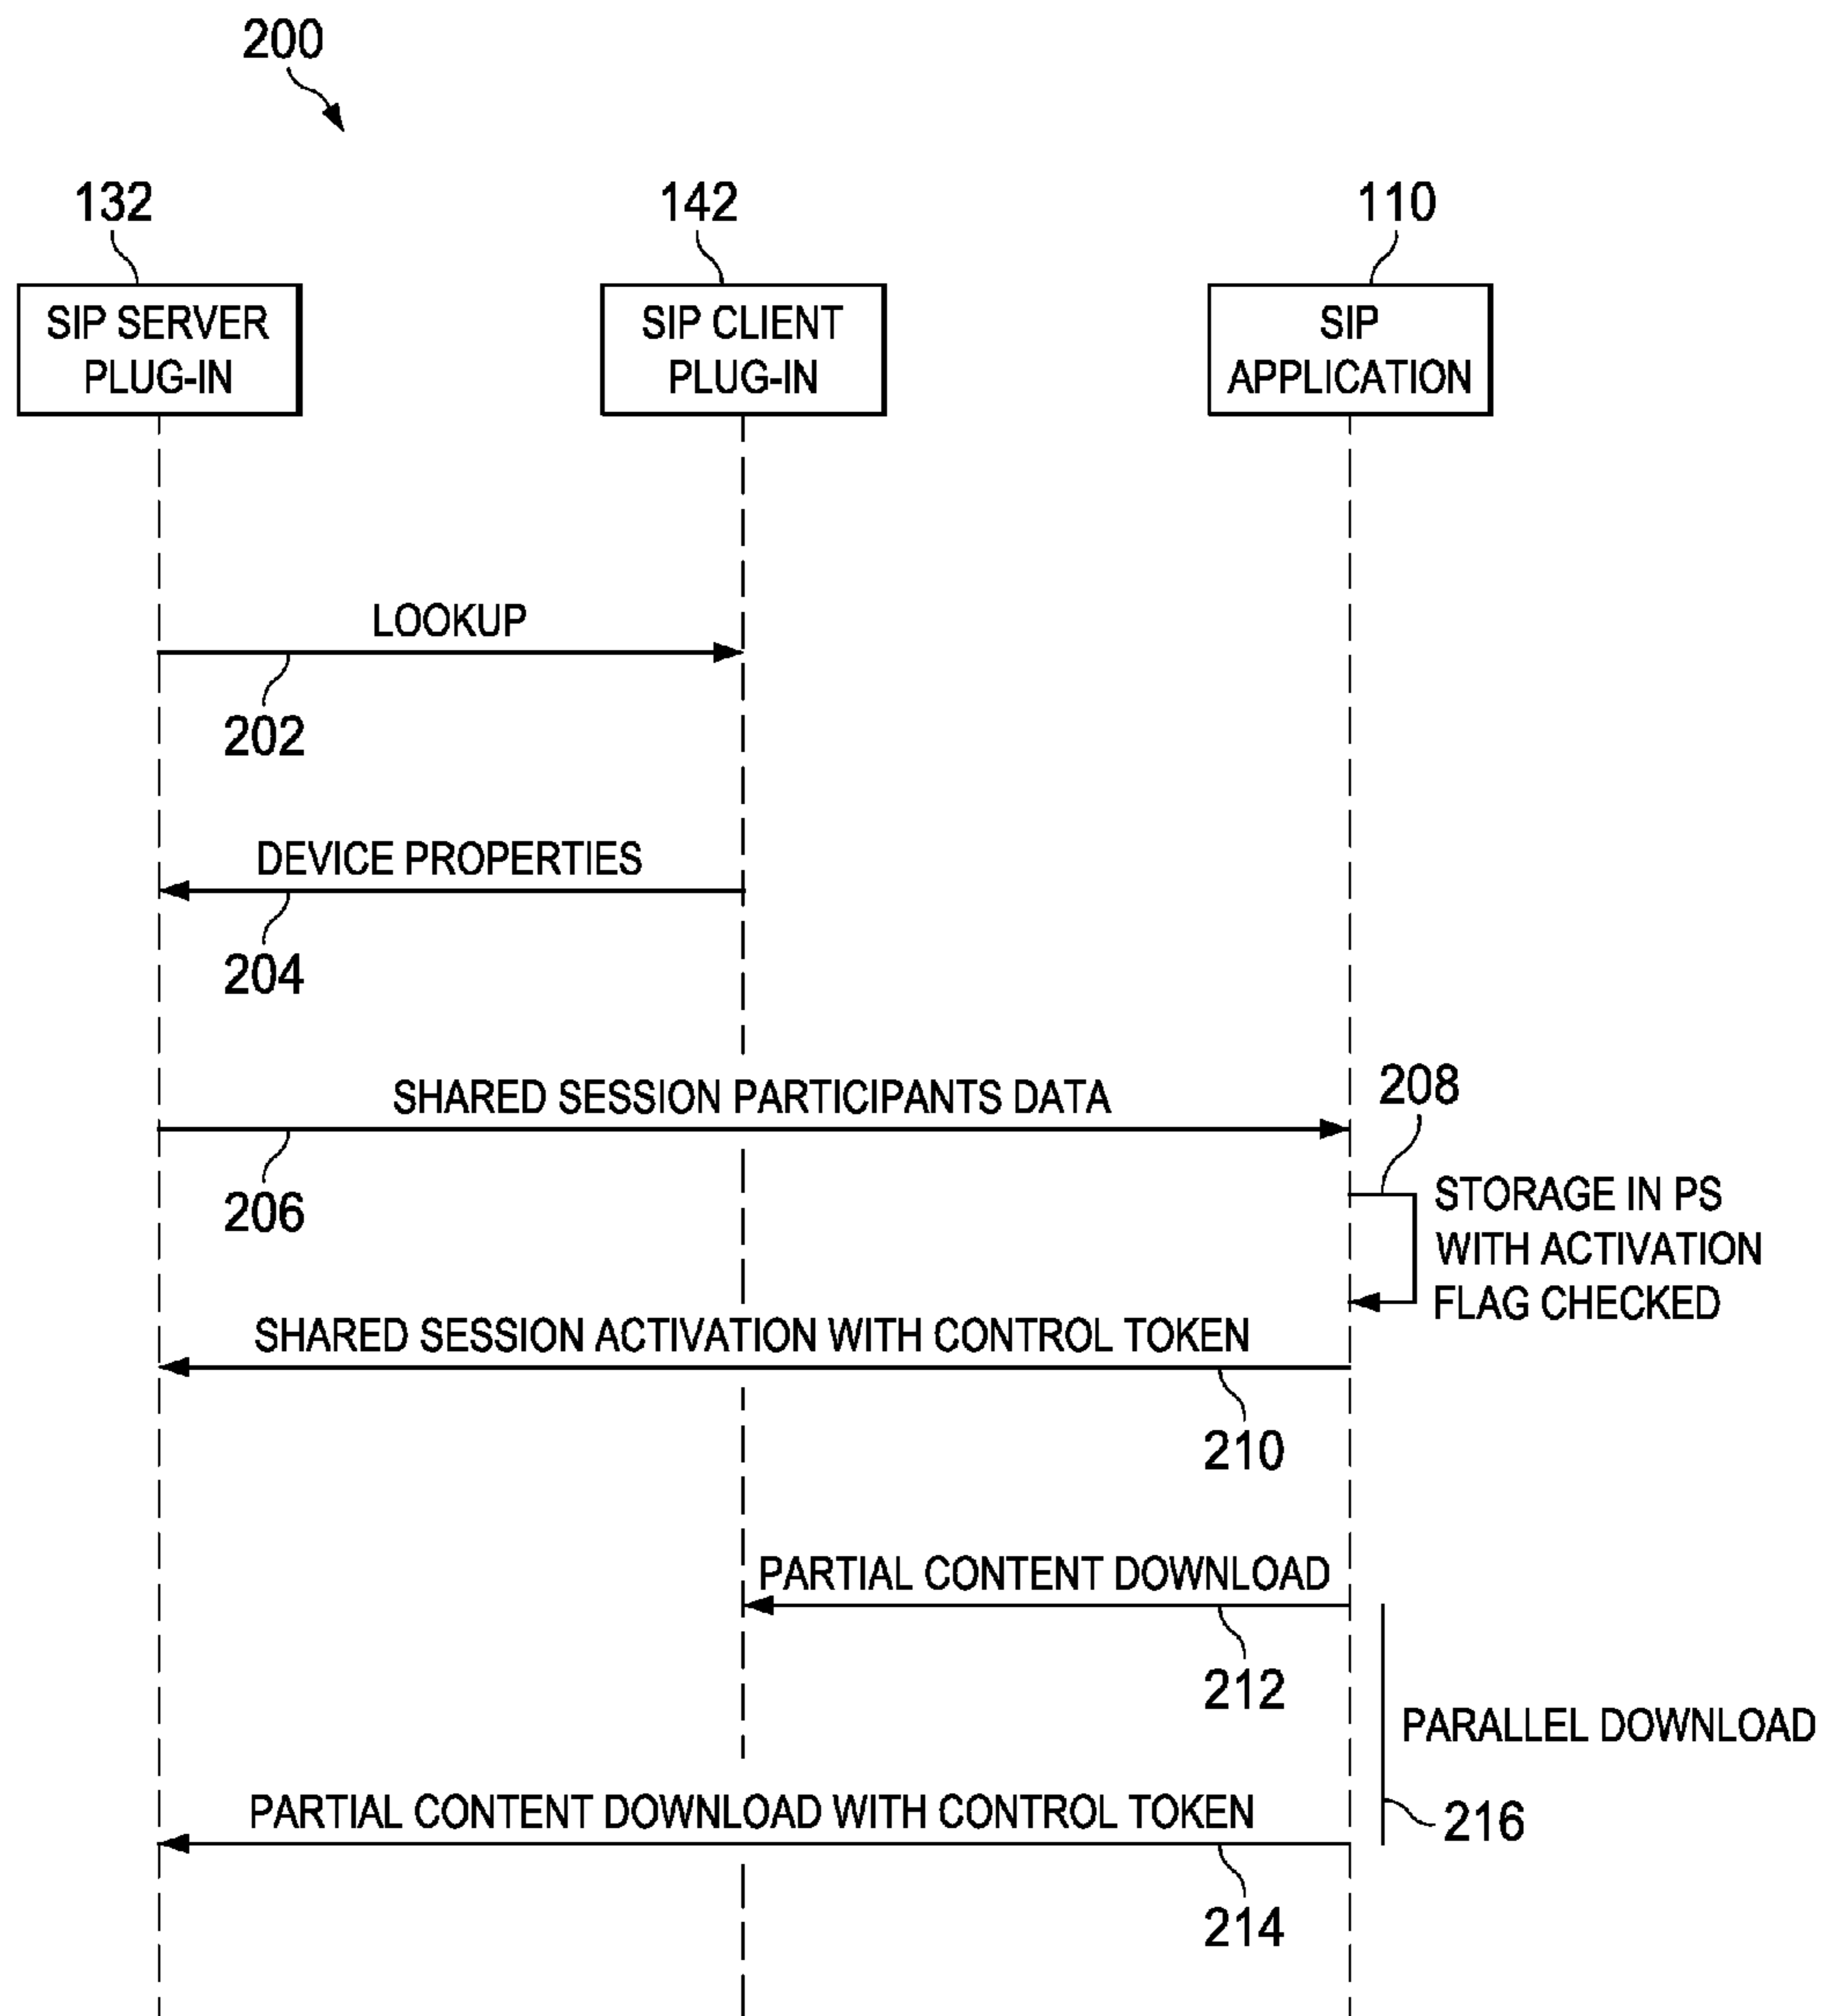 200
132
142
110
SIP SERVER
PLUG-IN
SIP CLIENT
PLUG-IN
SIP
APPLICATION
LOOKUP
202
DEVICE PROPERTIES
204
SHARED SESSION PARTICIPANTS DATA
206
208
STORAGE IN PS
WITH ACTIVATION
FLAG CHECKED
SHARED SESSION ACTIVATION WITH CONTROL TOKEN
210
PARTIAL CONTENT DOWNLOAD
212
PARALLEL DOWNLOAD
216
PARTIAL CONTENT DOWNLOAD WITH CONTROL TOKEN
214